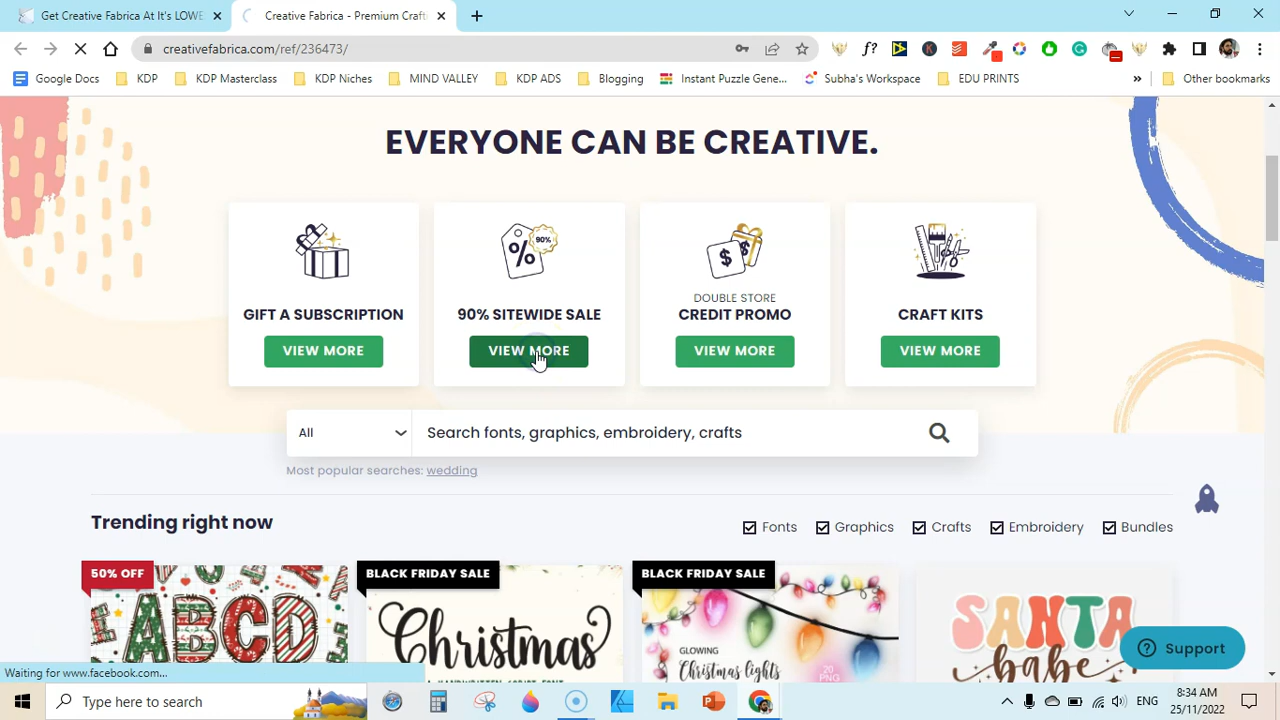 Get Creative Fabrica At It's LOWE
Creative Fabrica - Premium Craft
creativefabrica.com/ref/236473/
Google Docs KDP KDP Masterclass KDP Niches MIND VALLEY KDP ADS Blogging Instant Puzzle Gene... Subha's Workspace EDU PRINTS » Other bookmarks
EVERYONE CAN BE CREATIVE.
90%
%
$ $
DOUBLE STORE
GIFT A SUBSCRIPTION 90% SITEWIDE SALE CREDIT PROMO CRAFT KITS
VIEW MORE VIEW MORE VIEW MORE VIEW MORE
All Search fonts, graphics, embroidery, crafts
Most popular searches: wedding
Trending right now Fonts Graphics Crafts Embroidery Bundles
50% OFF BLACK FRIDAY SALE BLACK FRIDAY SALE
ABCD
Christmas
GLOWING
Christmas lights
20
PNG
SANTA
babe
Support
Waiting for www.facebook.com...
Type here to search
ENG
8:34 AM
25/11/2022